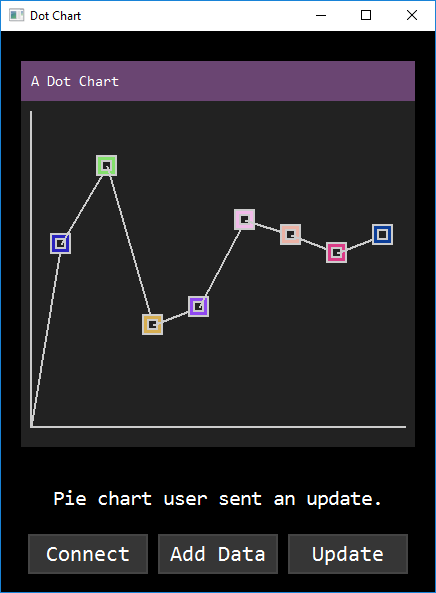 Dot Chart
A Dot Chart
Pie chart user sent an update.
Connect
Add Data
Update